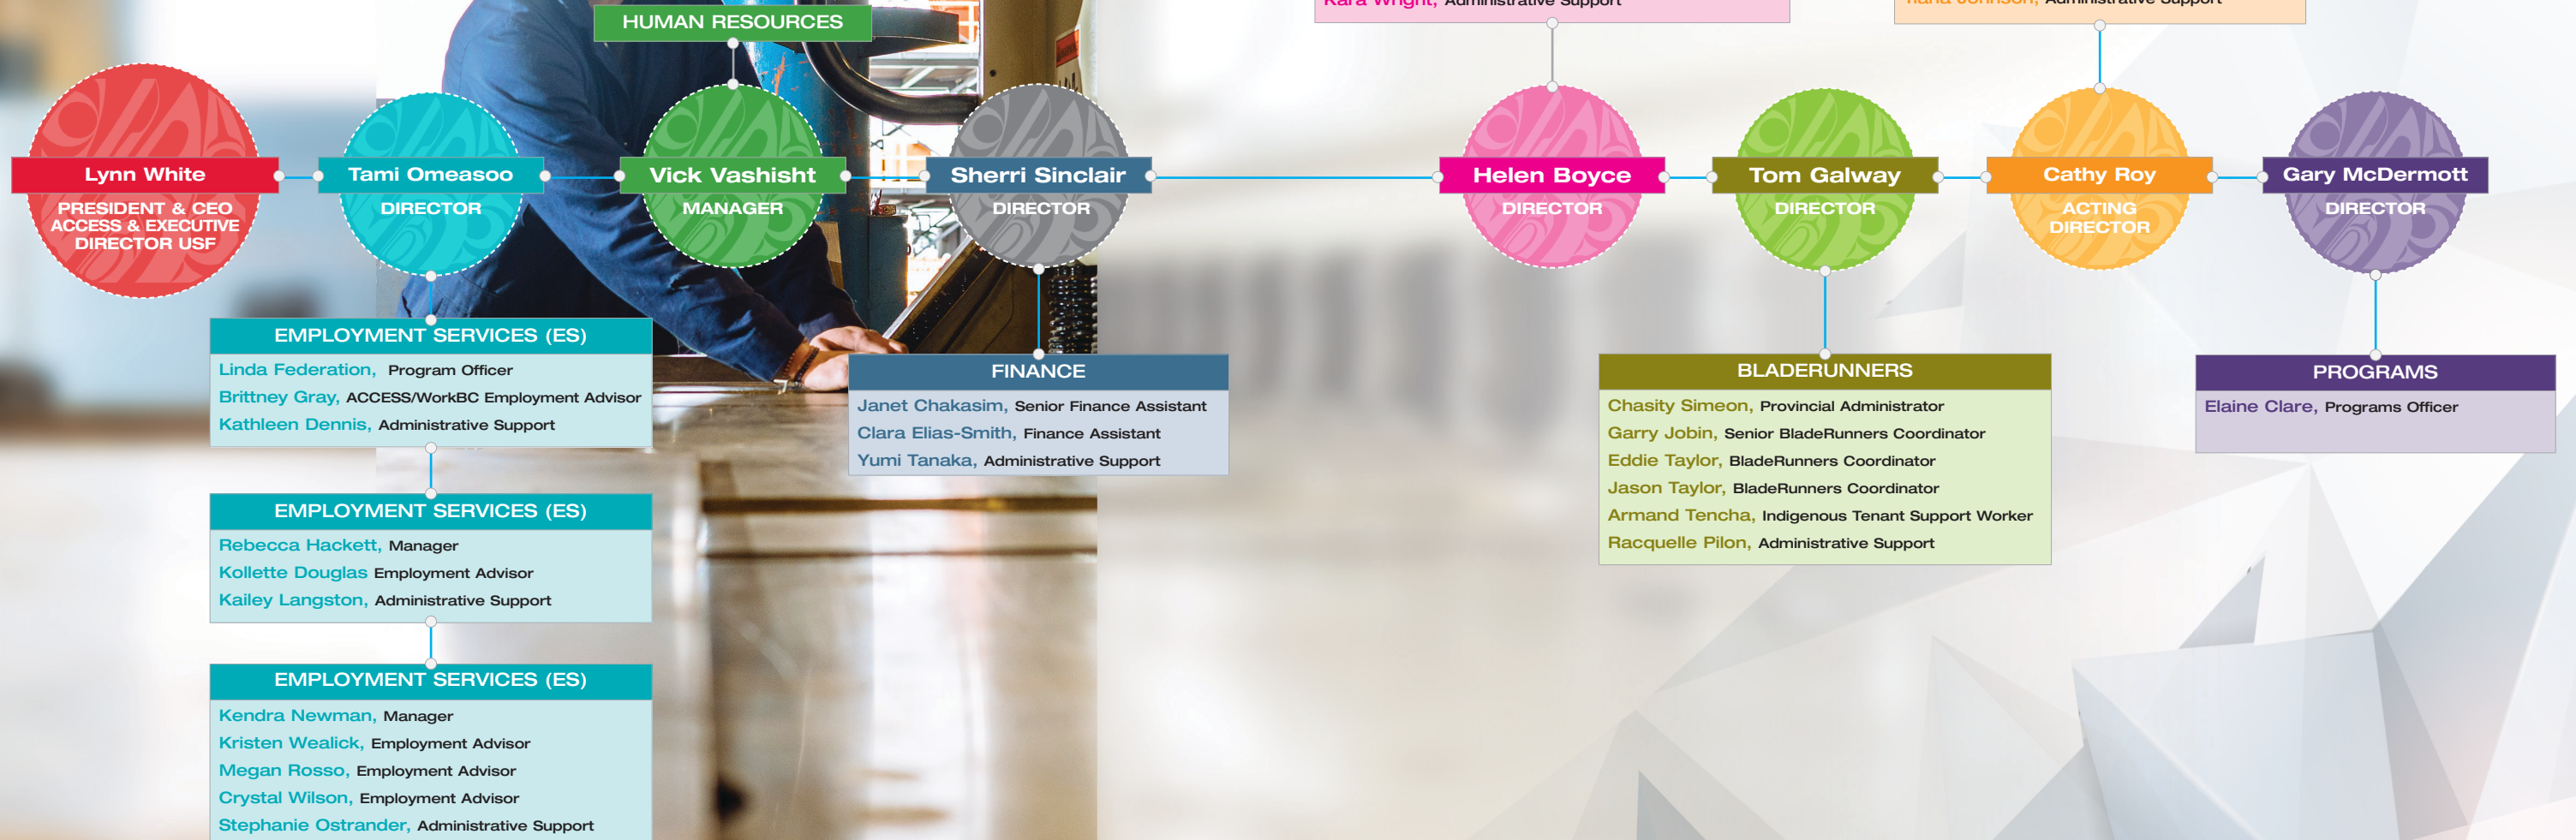 Kara Wright, Administrative Support
Johnson, Administrative Support
HUMAN RESOURCES
Lynn White
PRESIDENT & CEO
ACCESS & EXECUTIVE
DIRECTOR USF
Tami Omeasoo
DIRECTOR
Vick Vashisht
MANAGER
Sherri Sinclair
DIRECTOR
Helen Boyce
DIRECTOR
Tom Galway
DIRECTOR
Cathy Roy
ACTING
DIRECTOR
Gary McDermott
DIRECTOR
EMPLOYMENT SERVICES (ES)
Linda Federation, Program Officer
Brittney Gray, ACCESS/WorkBC Employment Advisor
Kathleen Dennis, Administrative Support
EMPLOYMENT SERVICES (ES)
Rebecca Hackett, Manager
Kollette Douglas Employment Advisor
Kailey Langston, Administrative Support
EMPLOYMENT SERVICES (ES)
Kendra Newman, Manager
Kristen Wealick, Employment Advisor
Megan Rosso, Employment Advisor
Crystal Wilson, Employment Advisor
Stephanie Ostrander, Administrative Support
FINANCE
Janet Chakasim, Senior Finance Assistant
Clara Elias-Smith, Finance Assistant
Yumi Tanaka, Administrative Support
BLADERUNNERS
Chasity Simeon, Provincial Administrator
Garry Jobin, Senior BladeRunners Coordinator
Eddie Taylor, BladeRunners Coordinator
Jason Taylor, BladeRunners Coordinator
Armand Tencha, Indigenous Tenant Support Worker
Racquelle Pilon, Administrative Support
PROGRAMS
Elaine Clare, Programs Officer